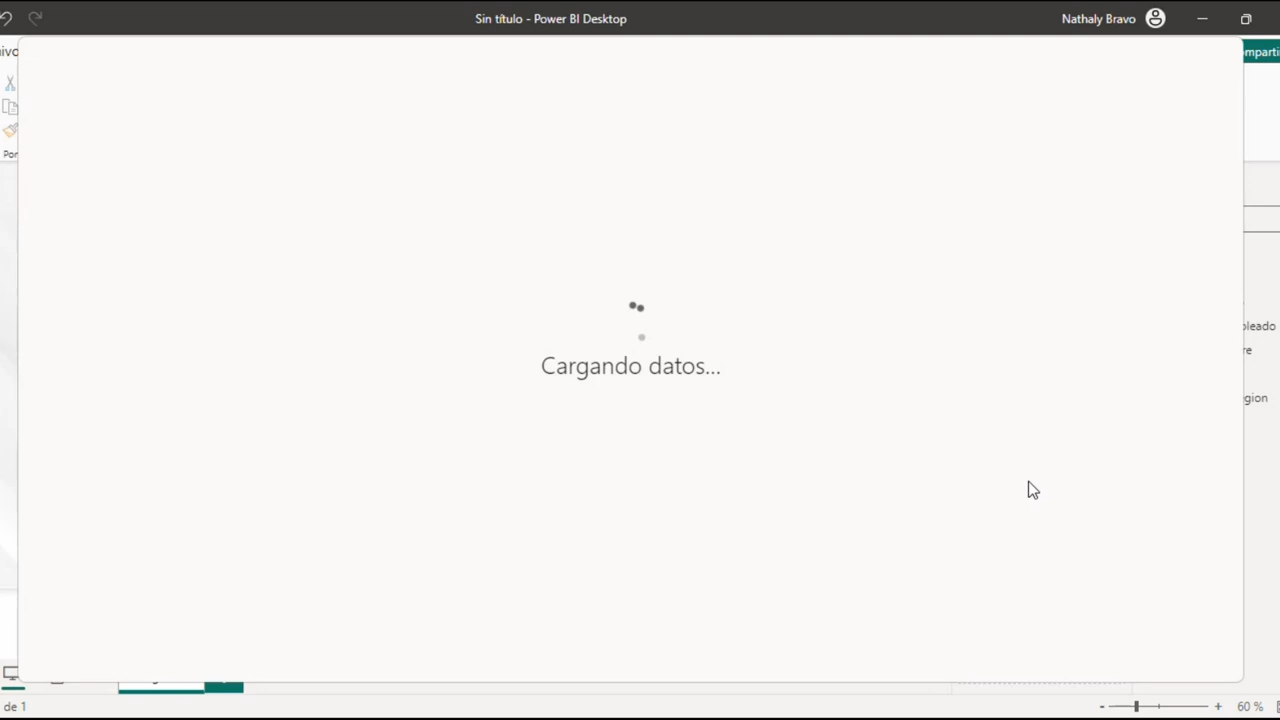 Sin título - Power BI Desktop
Nathaly Bravo
Cargando datos...
de 1
60 %